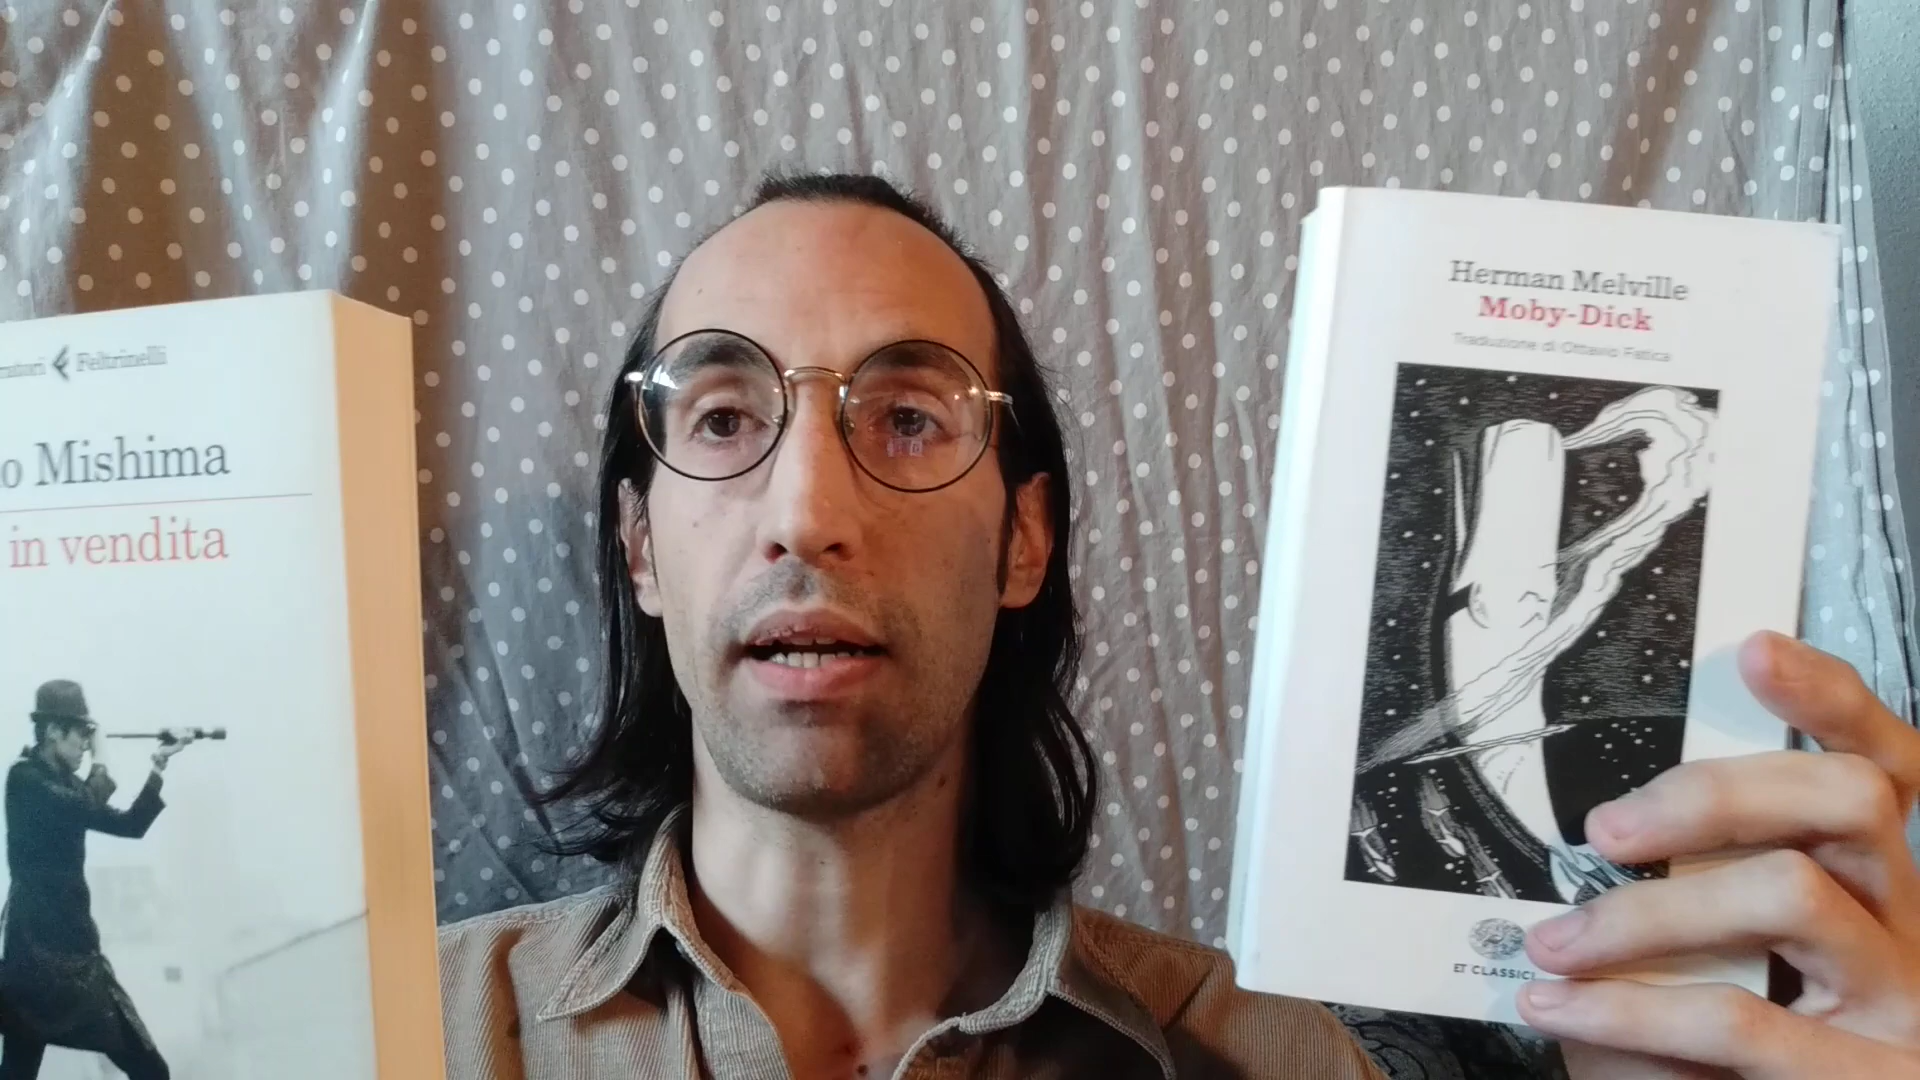 Feltrinelli
Mishima
in vendita
Herman Melville
Moby-Dick
Traduzione di Ottavio Fatica
ET CLASSICI